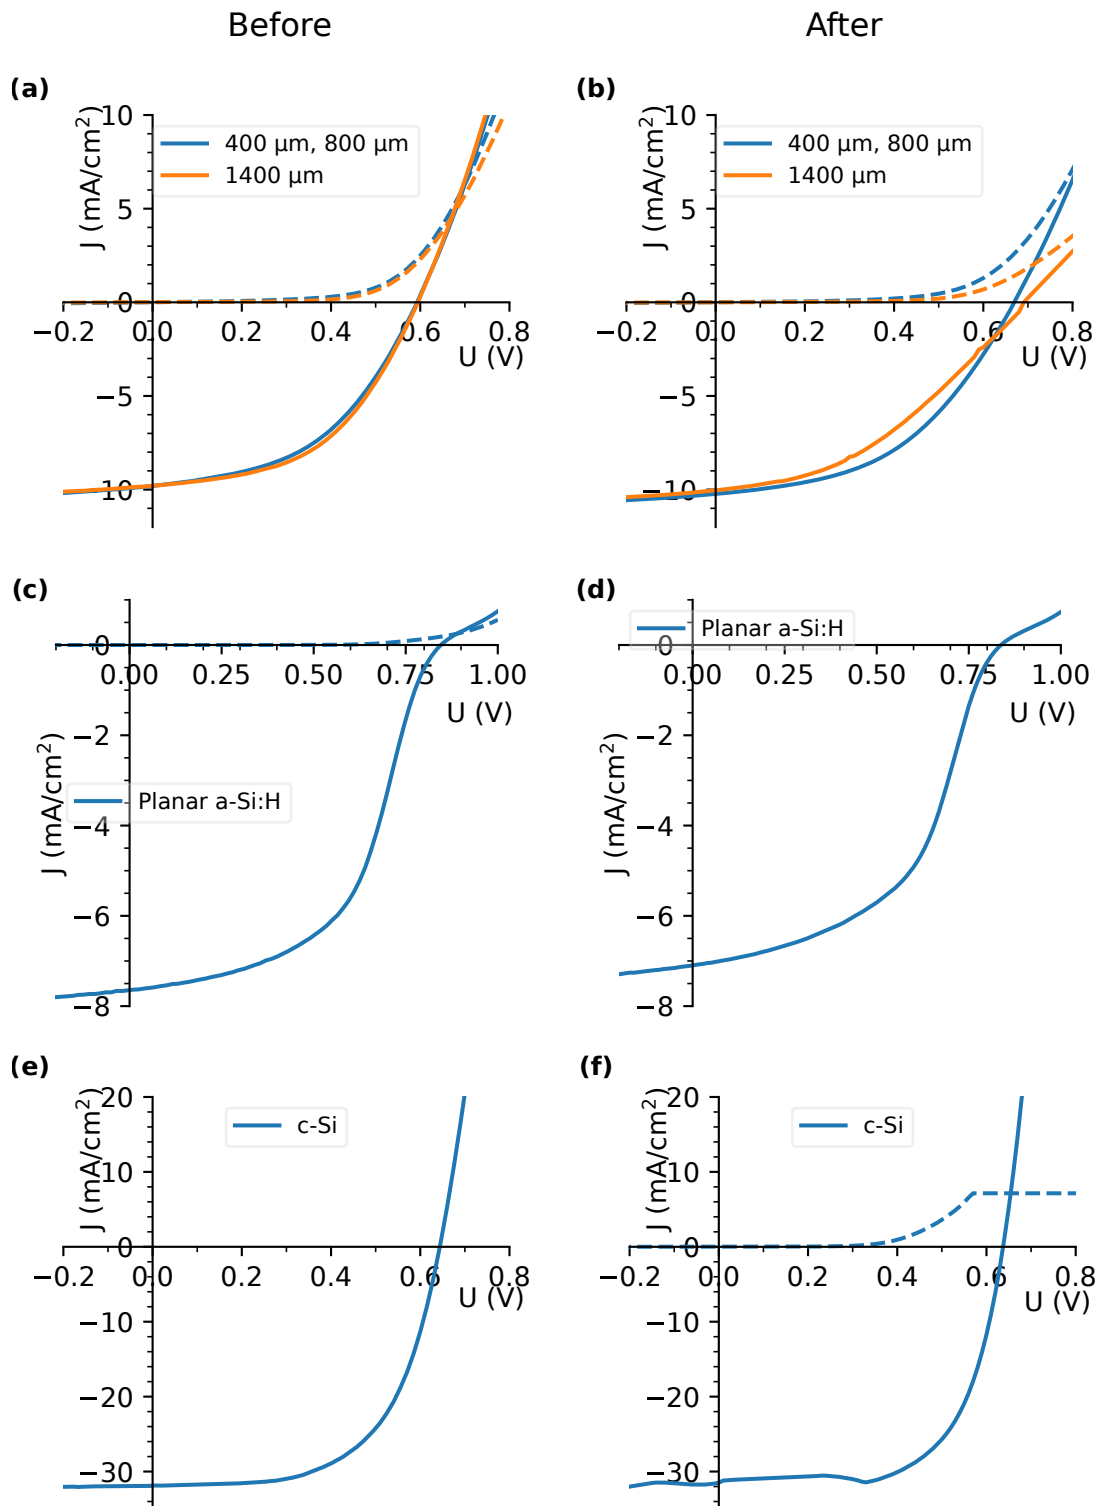 Before
After
(a)
J (mA/cm²)
10
5
0
−5
−10
400 μm, 800 μm
1400 μm
−0.2 0.0 0.2 0.4 0.6 0.8
U (V)
(b)
J (mA/cm²)
10
5
0
−5
−10
400 μm, 800 μm
1400 μm
−0.2 0.0 0.2 0.4 0.6 0.8
U (V)
(c)
0
−2
−4
−6
−8
J (mA/cm²)
0.00 0.25 0.50 0.75 1.00
U (V)
Planar a-Si:H
(d)
Planar a-Si:H
0
−2
−4
−6
−8
J (mA/cm²)
0.00 0.25 0.50 0.75 1.00
U (V)
(e)
J (mA/cm²)
20
10
0
−10
−20
−30
c-Si
−0.2 0.0 0.2 0.4 0.6 0.8
U (V)
(f)
J (mA/cm²)
20
10
0
−10
−20
−30
c-Si
−0.2 0.0 0.2 0.4 0.6 0.8
U (V)